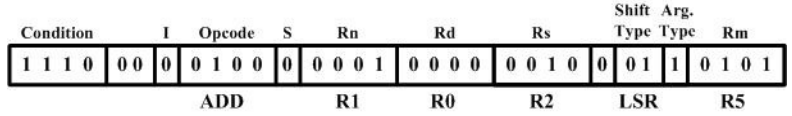 Shift Arg.
Condition I Opcode S Rn Rd Rs Type Type Rm
1 1 1 0 0 0 0 0 1 0 0 0 0 0 0 1 0 0 0 0 0 0 1 0 0 0 1 1 0 1 0 1
ADD R1 R0 R2 LSR R5